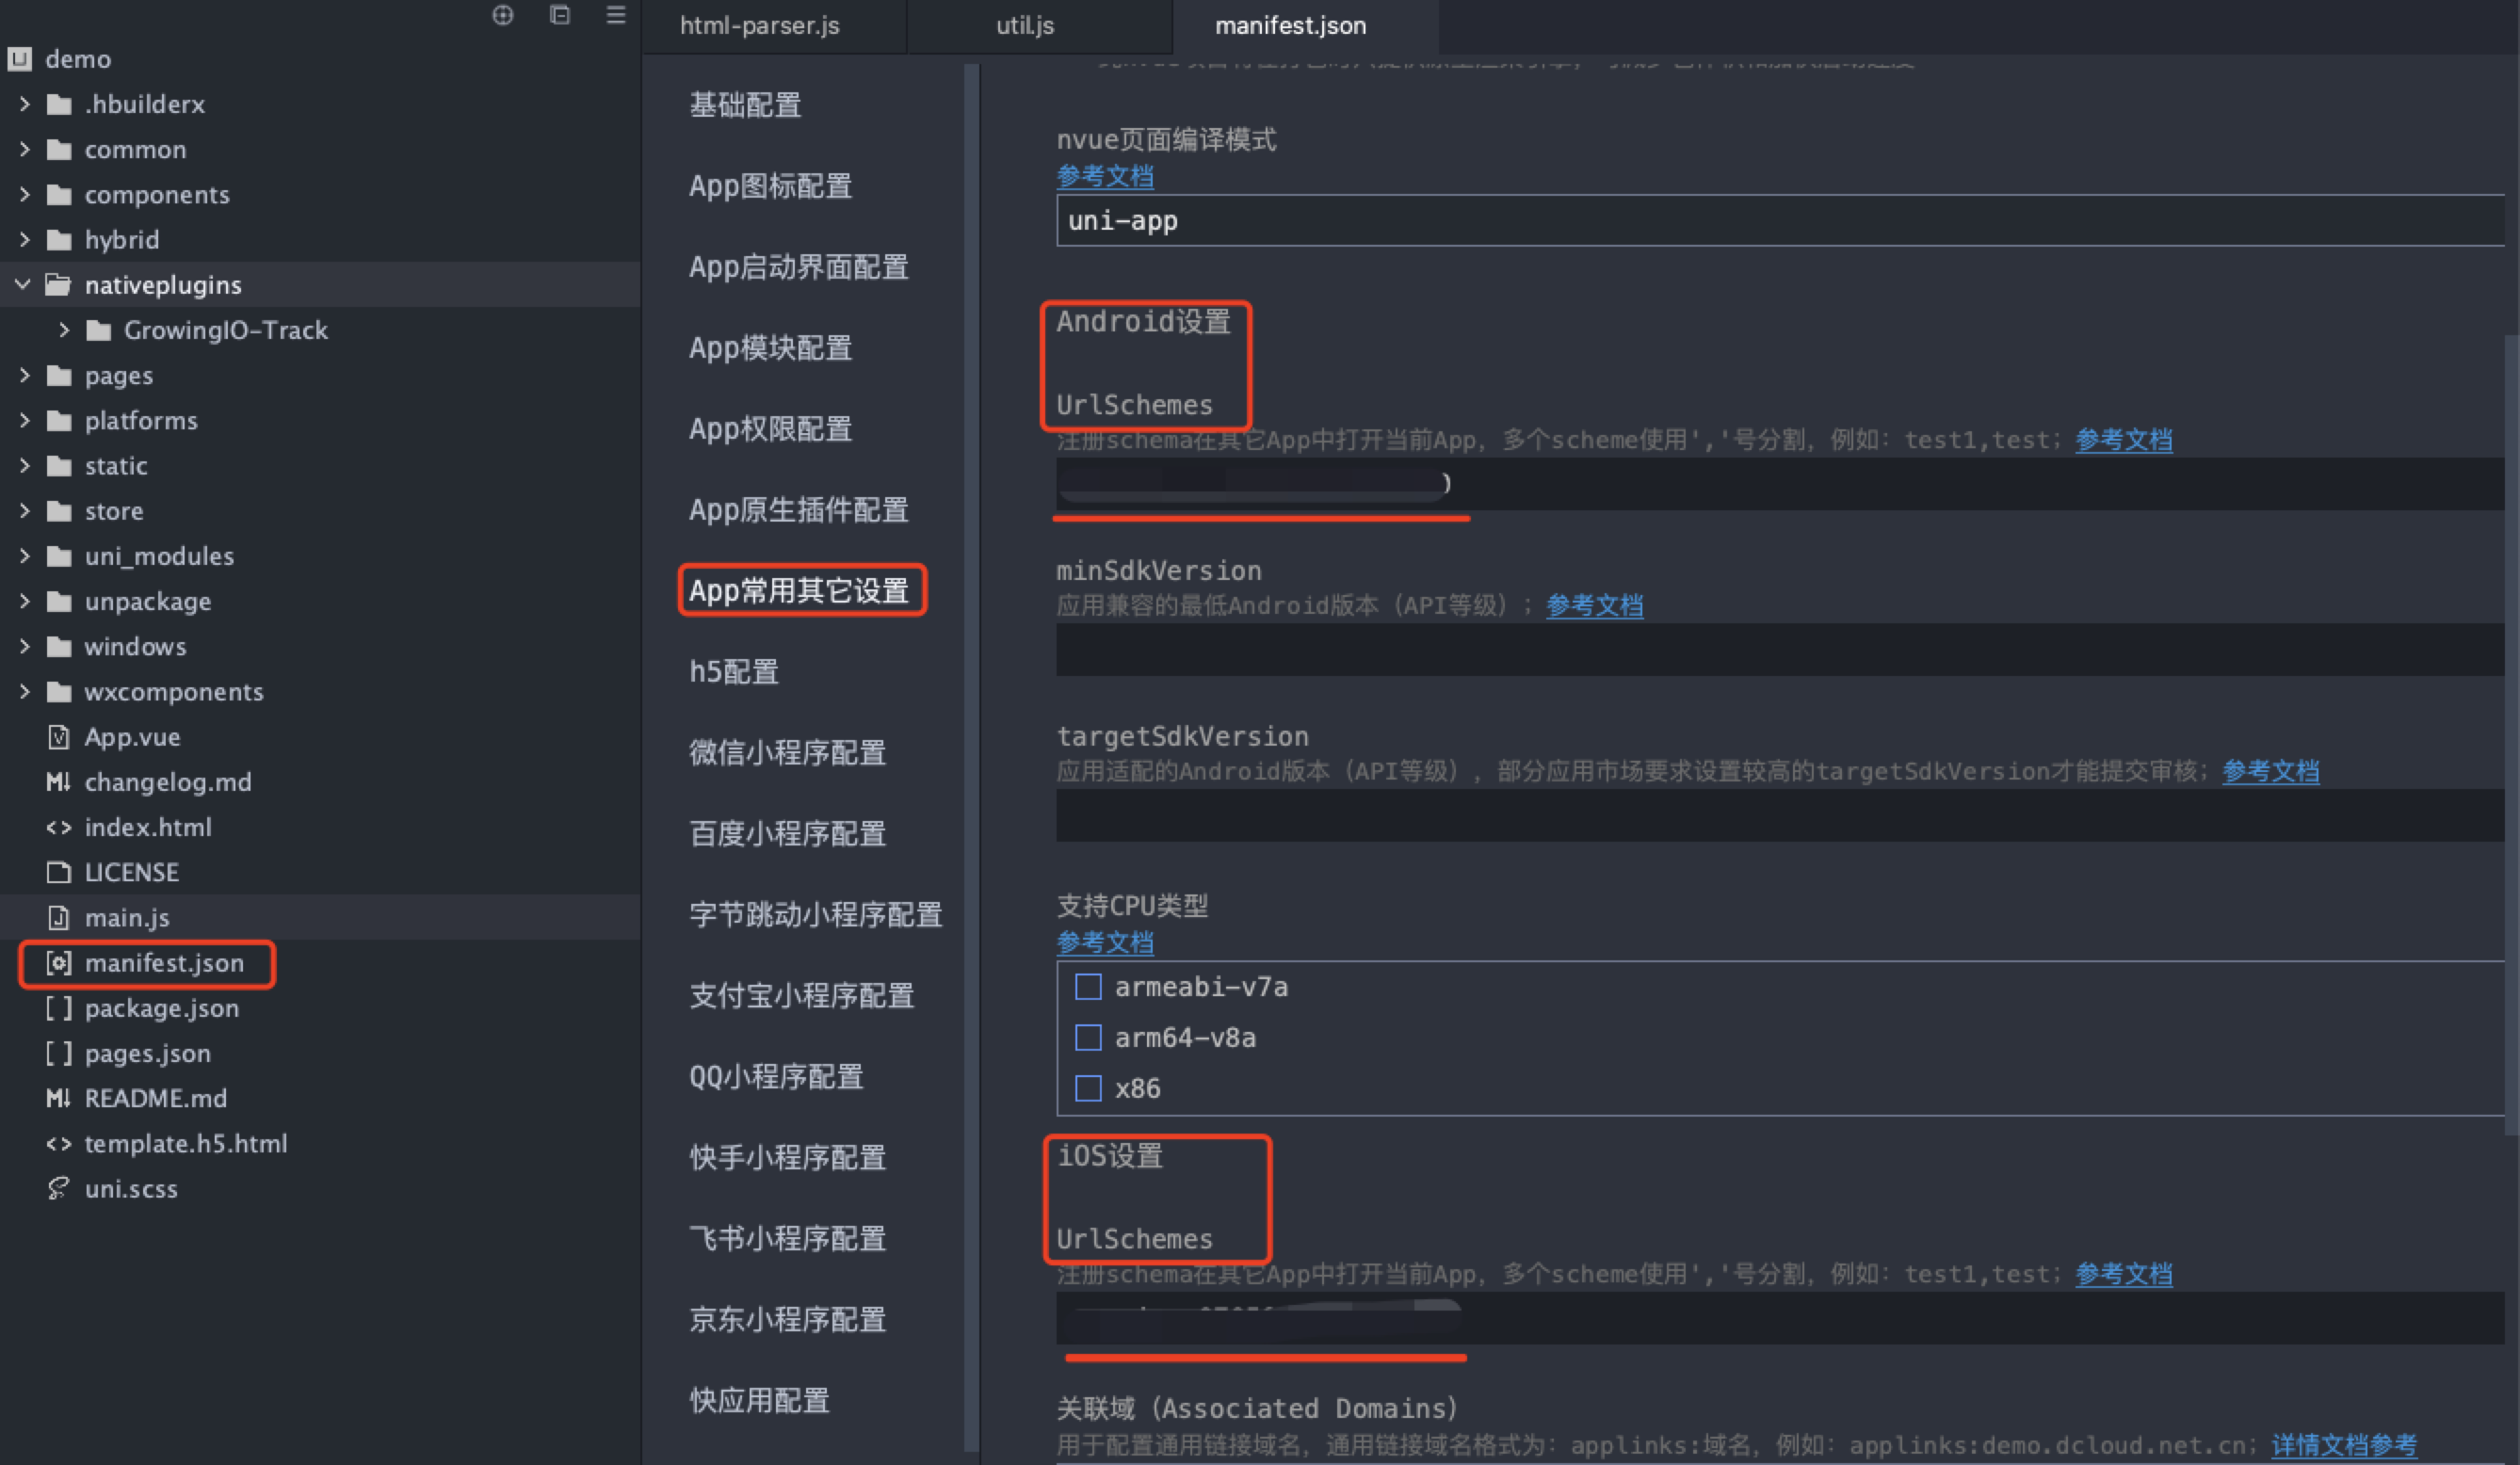 html-parser.js
util.js
manifest.json
demo
.hbuilderx
common
components
hybrid
nativeplugins
GrowingIO-Track
pages
platforms
static
store
uni_modules
unpackage
windows
wxcomponents
App.vue
changelog.md
index.html
LICENSE
main.js
manifest.json
package.json
pages.json
README.md
template.h5.html
uni.scss
基础配置
App图标配置
App启动界面配置
App模块配置
App权限配置
App原生插件配置
App常用其它设置
h5配置
微信小程序配置
百度小程序配置
字节跳动小程序配置
支付宝小程序配置
QQ小程序配置
快手小程序配置
飞书小程序配置
京东小程序配置
快应用配置
nvue页面编译模式
参考文档
uni-app
Android设置
UrlSchemes
注册schema在其它App中打开当前App，多个scheme使用','号分割，例如：test1,test；参考文档
minSdkVersion
应用兼容的最低Android版本（API等级）；参考文档
targetSdkVersion
应用适配的Android版本（API等级），部分应用市场要求设置较高的targetSdkVersion才能提交审核；参考文档
支持CPU类型
参考文档
armeabi-v7a
arm64-v8a
x86
iOS设置
UrlSchemes
注册schema在其它App中打开当前App，多个scheme使用','号分割，例如：test1,test；参考文档
关联域（Associated Domains）
用于配置通用链接域名，通用链接域名格式为：applinks:域名，例如：applinks:demo.dcloud.net.cn；详情文档参考